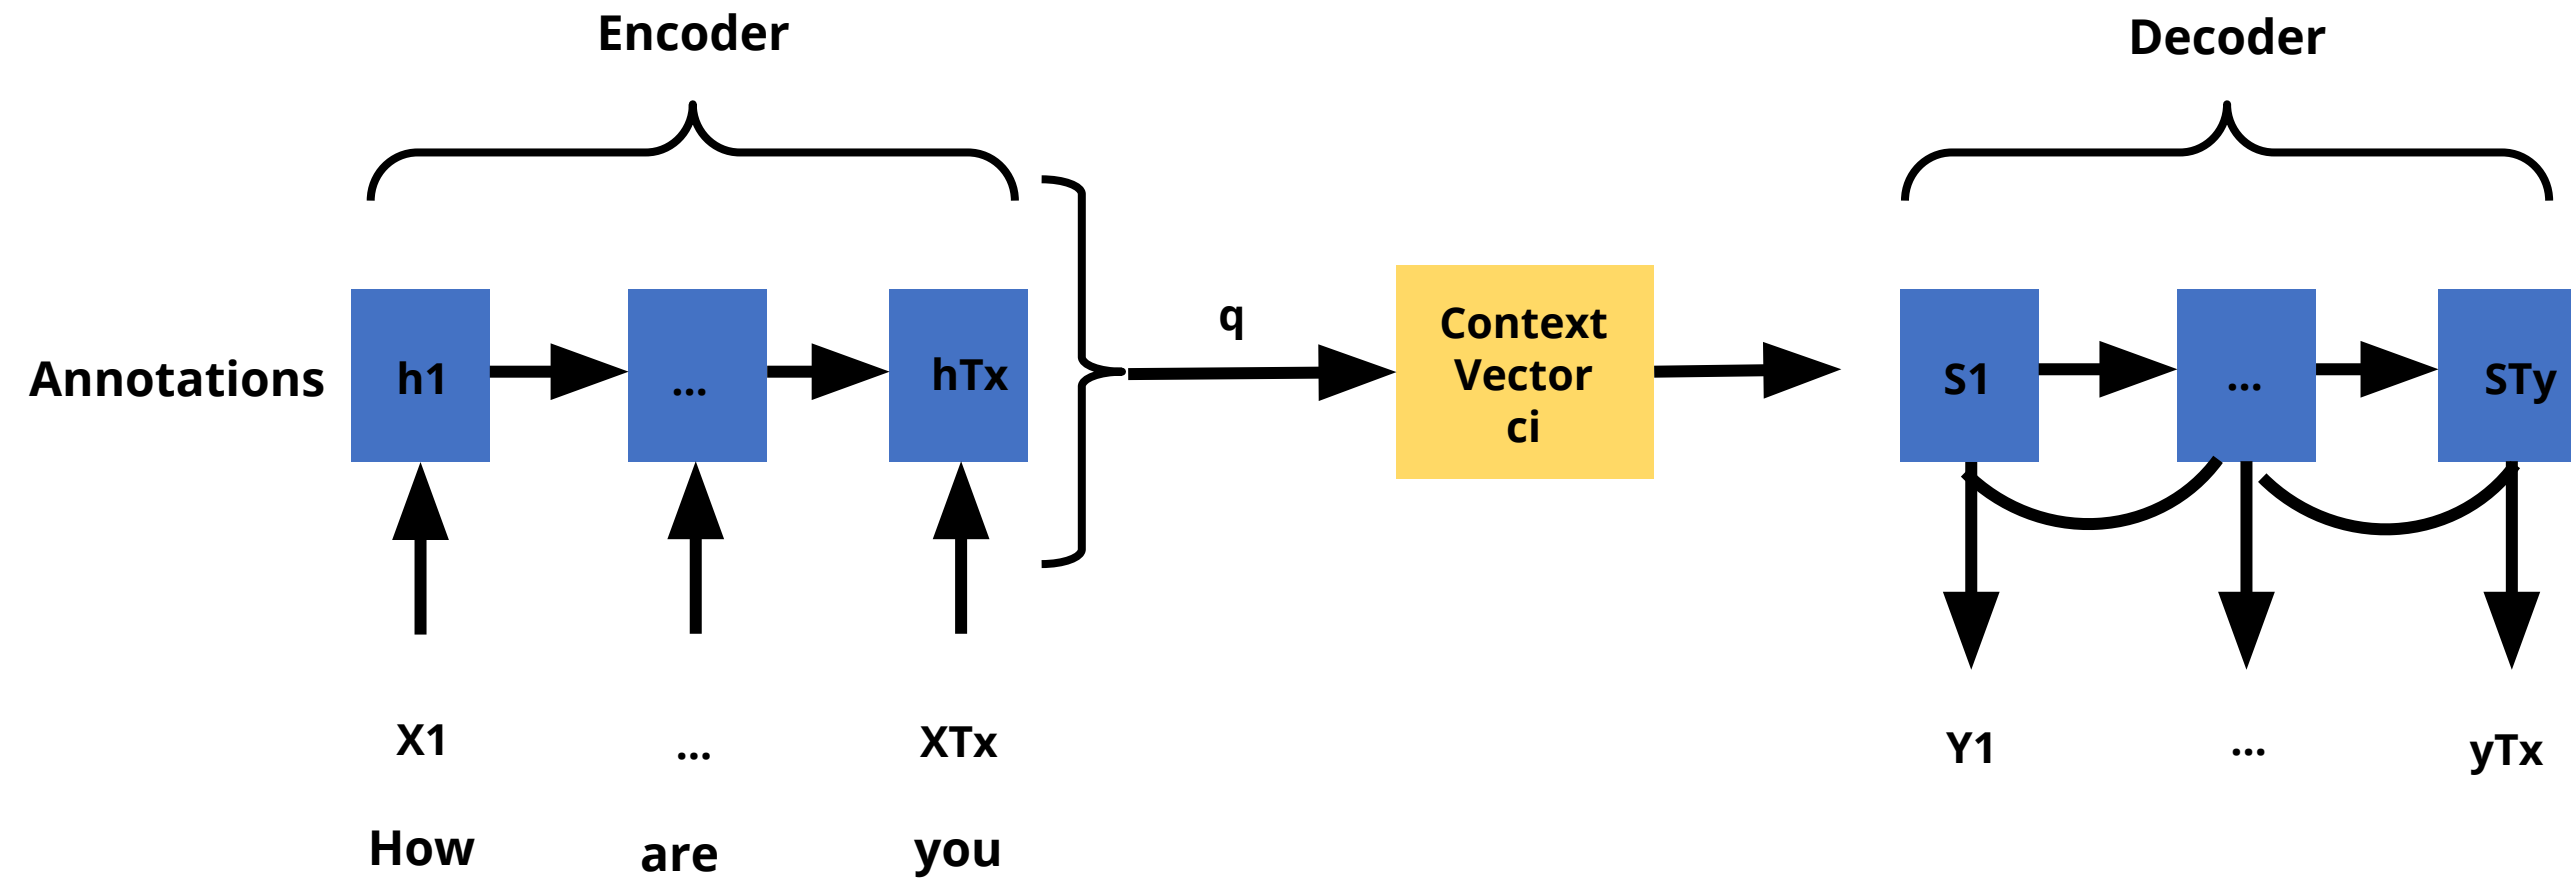 Encoder
Decoder
q
Annotations
h1
...
hTx
Context
Vector
ci
S1
...
STy
X1
...
XTx
Y1
...
yTx
How
are
you